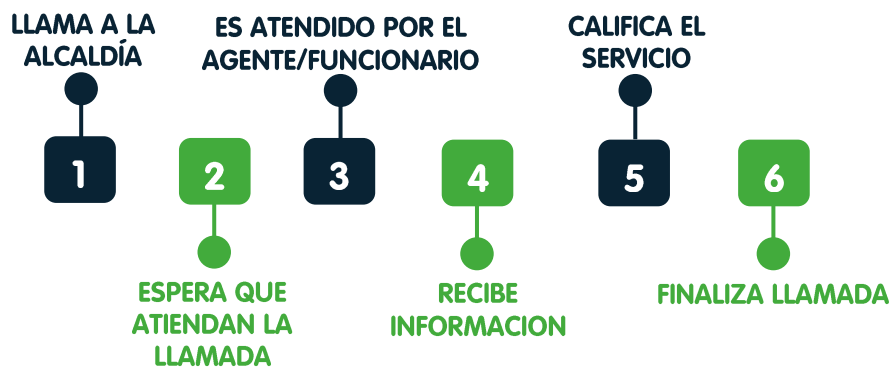 LLAMA A LA
ALCALDÍA
1
2
ESPERA QUE
ATIENDAN LA
LLAMADA
ES ATENDIDO POR EL
AGENTE/FUNCIONARIO
3
4
RECIBE
INFORMACION
CALIFICA EL
SERVICIO
5
6
FINALIZA LLAMADA